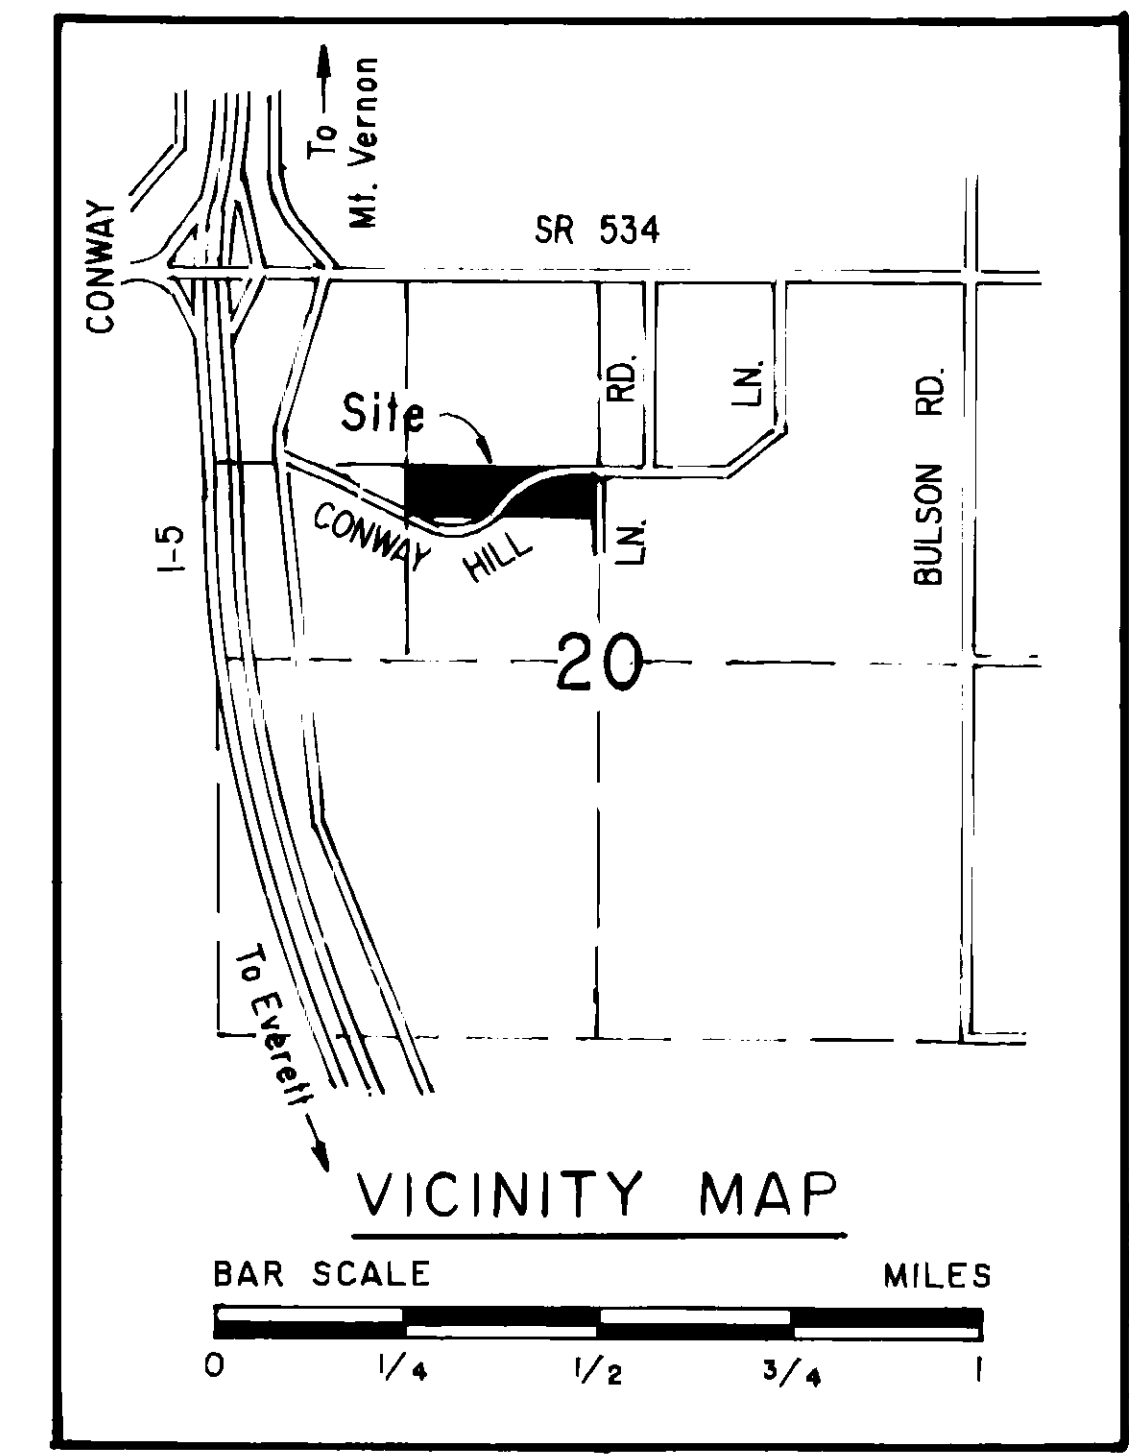 To
Mt. Vernon
CONWAY
SR 534
Site
RD.
LN.
BULSON RD.
I-5
CONWAY HILL
LN.
20
To Everett
VICINITY MAP
BAR SCALE MILES
0 1/4 1/2 3/4 1